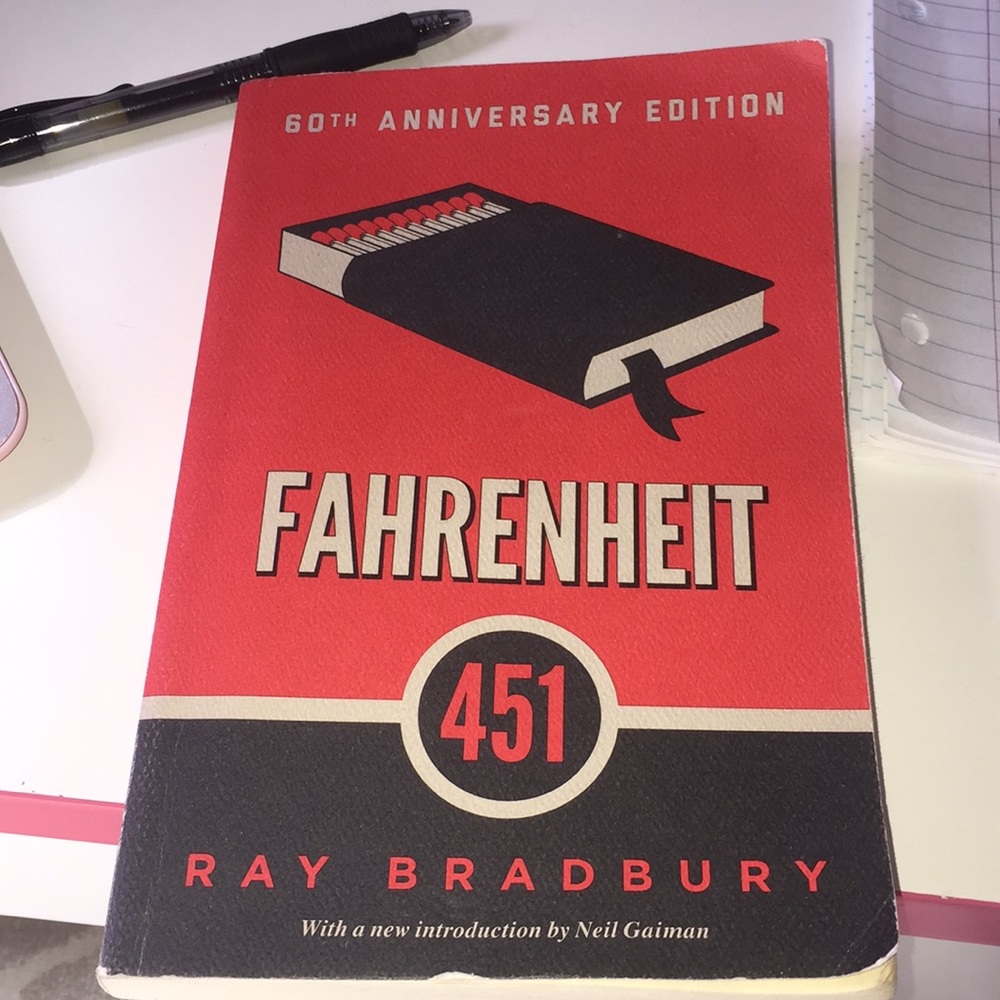 60TH ANNIVERSARY EDITION
FAHRENHEIT
451
RAY BRADBURY
With a new introduction by Neil Gaiman